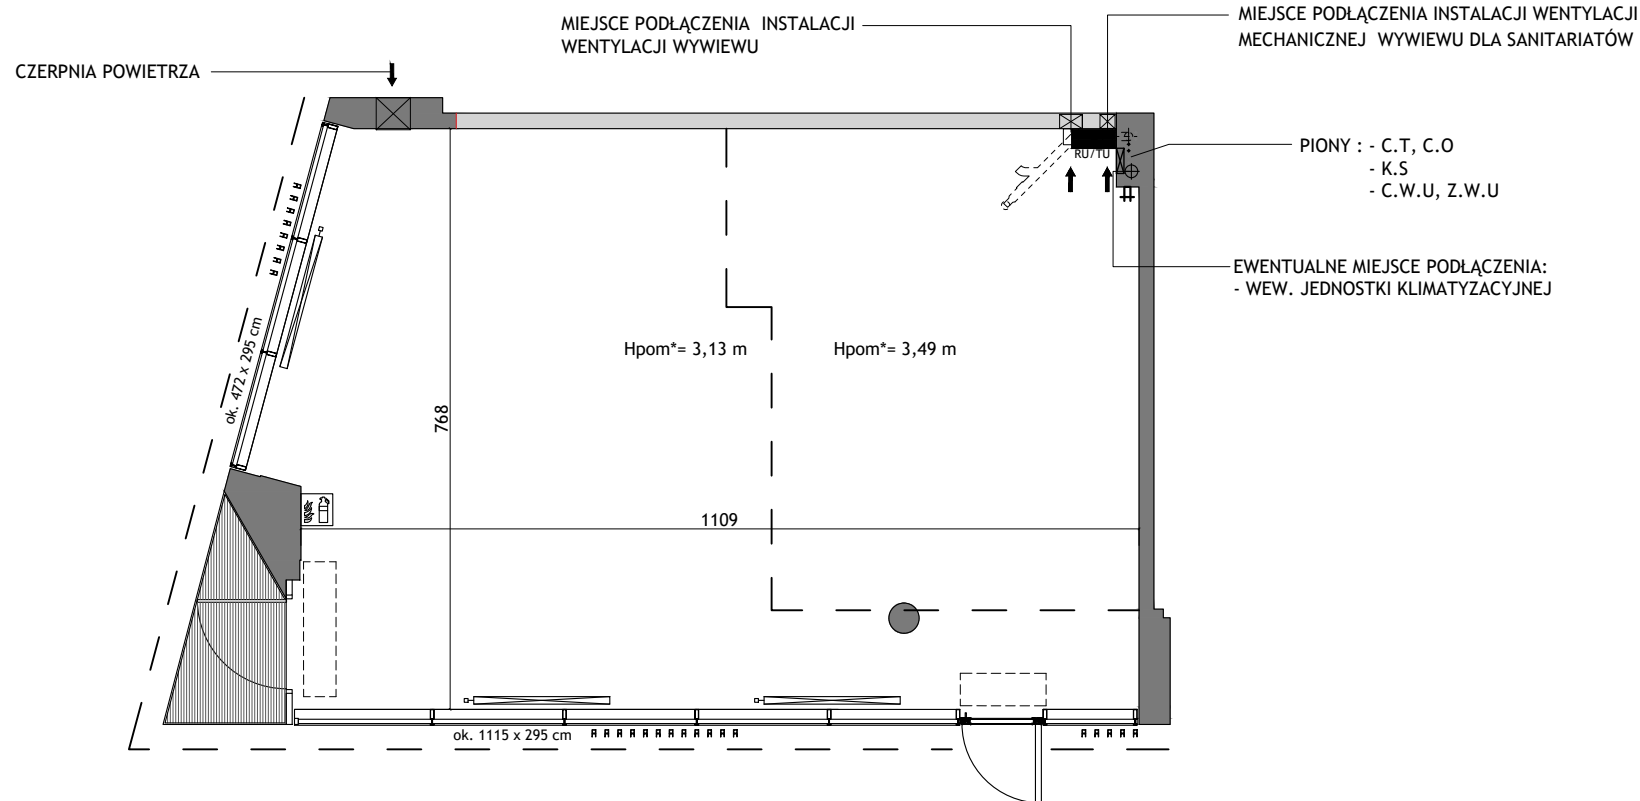 MIEJSCE PODŁĄCZENIA INSTALACJI
WENTYLACJI WYWIEWU
MIEJSCE PODŁĄCZENIA INSTALACJI WENTYLACJI
MECHANICZNEJ WYWIEWU DLA SANITARIATÓW
CZERPNIA POWIETRZA
PIONY : - C.T, C.O
- K.S
- C.W.U, Z.W.U
RU/TU
EWENTUALNE MIEJSCE PODŁĄCZENIA:
- WEW. JEDNOSTKI KLIMATYZACYJNEJ
Hpom*= 3,13 m
Hpom*= 3,49 m
ok. 472 x 295 cm
768
1109
ok. 1115 x 295 cm